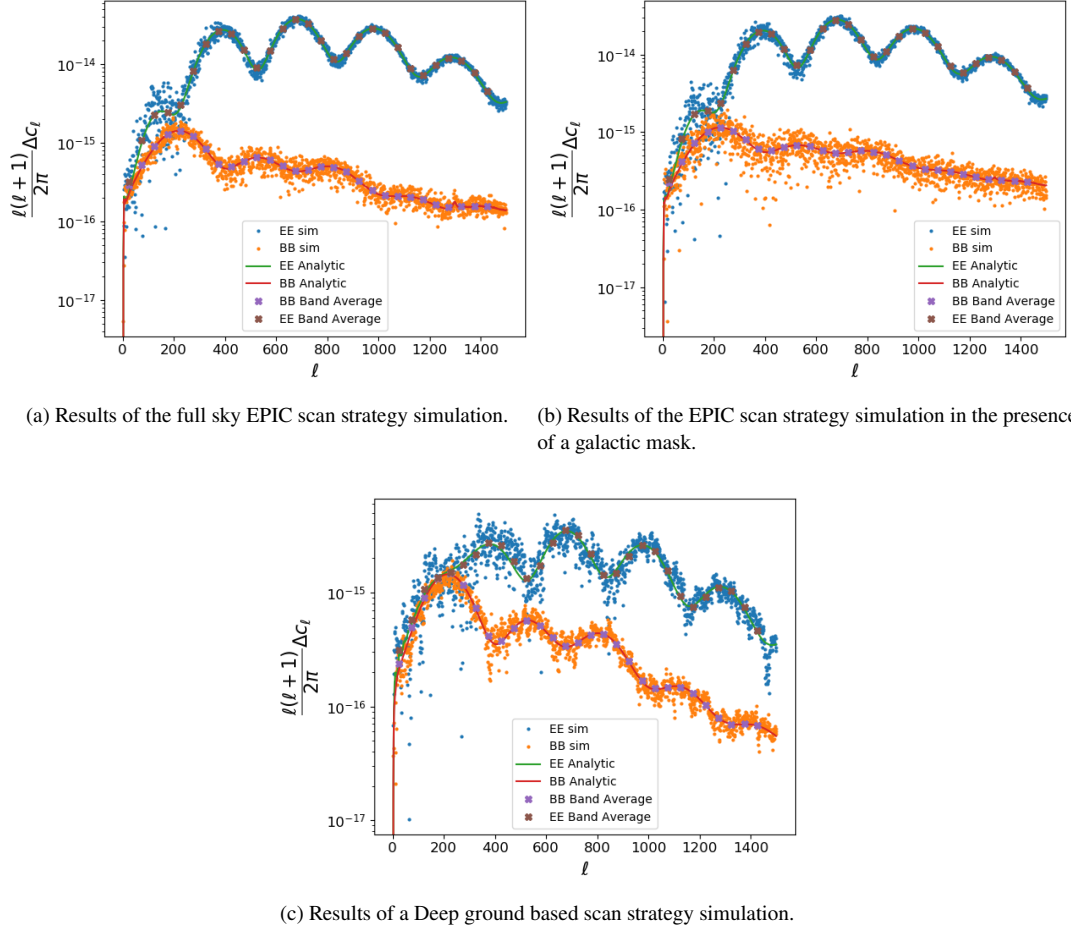 10⁻¹⁴
10⁻¹⁵
10⁻¹⁶
10⁻¹⁷
ℓ(ℓ + 1)/2π Δc_ℓ
EE sim
BB sim
EE Analytic
BB Analytic
BB Band Average
EE Band Average
0 200 400 600 800 1000 1200 1400
ℓ
(a) Results of the full sky EPIC scan strategy simulation.
10⁻¹⁴
10⁻¹⁵
10⁻¹⁶
10⁻¹⁷
ℓ(ℓ + 1)/2π Δc_ℓ
EE sim
BB sim
EE Analytic
BB Analytic
BB Band Average
EE Band Average
0 200 400 600 800 1000 1200 1400
ℓ
(b) Results of the EPIC scan strategy simulation in the presence
of a galactic mask.
10⁻¹⁵
10⁻¹⁶
10⁻¹⁷
ℓ(ℓ + 1)/2π Δc_ℓ
EE sim
BB sim
EE Analytic
BB Analytic
BB Band Average
EE Band Average
0 200 400 600 800 1000 1200 1400
ℓ
(c) Results of a Deep ground based scan strategy simulation.